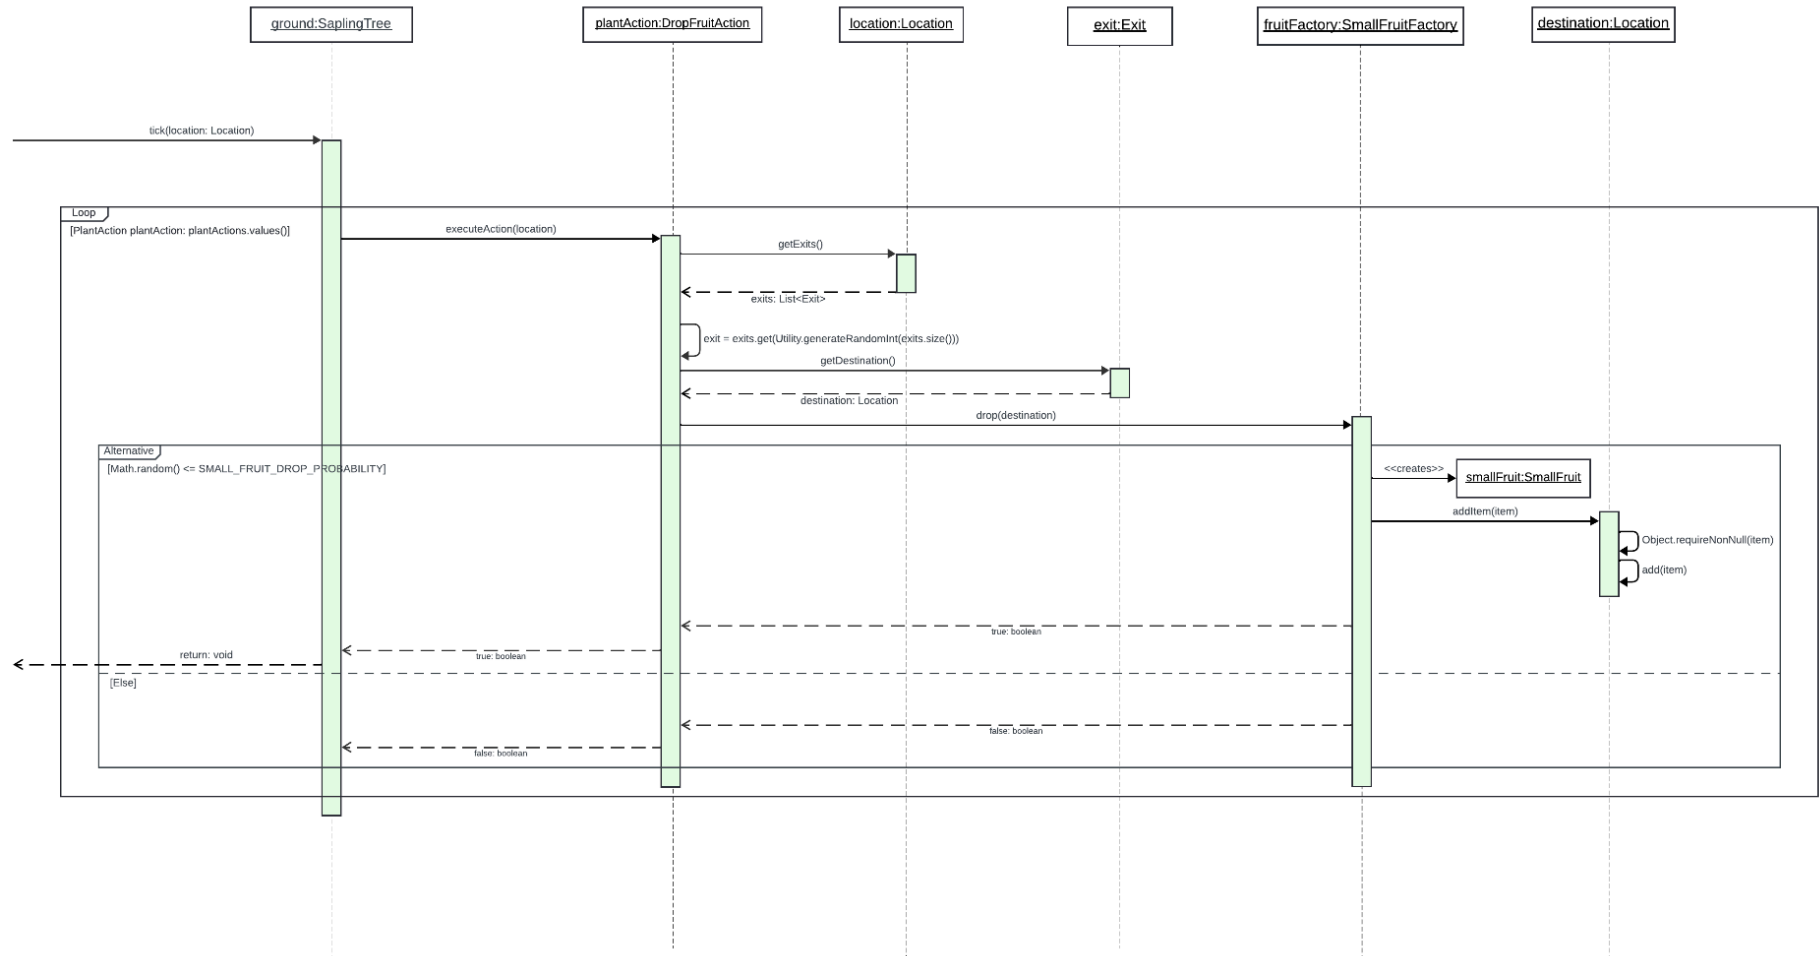 ground:SaplingTree
plantAction:DropFruitAction
location:Location
exit:Exit
fruitFactory:SmallFruitFactory
destination:Location
tick(location: Location)
Loop
[PlantAction plantAction: plantActions.values()]
executeAction(location)
getExits()
exits: List<Exit>
exit = exits.get(Utility.generateRandomInt(exits.size()))
getDestination()
destination: Location
drop(destination)
Alternative
[Math.random() <= SMALL_FRUIT_DROP_PROBABILITY]
<<creates>>
smallFruit:SmallFruit
addItem(item)
Object.requireNonNull(item)
add(item)
true: boolean
true: boolean
return: void
[Else]
false: boolean
false: boolean